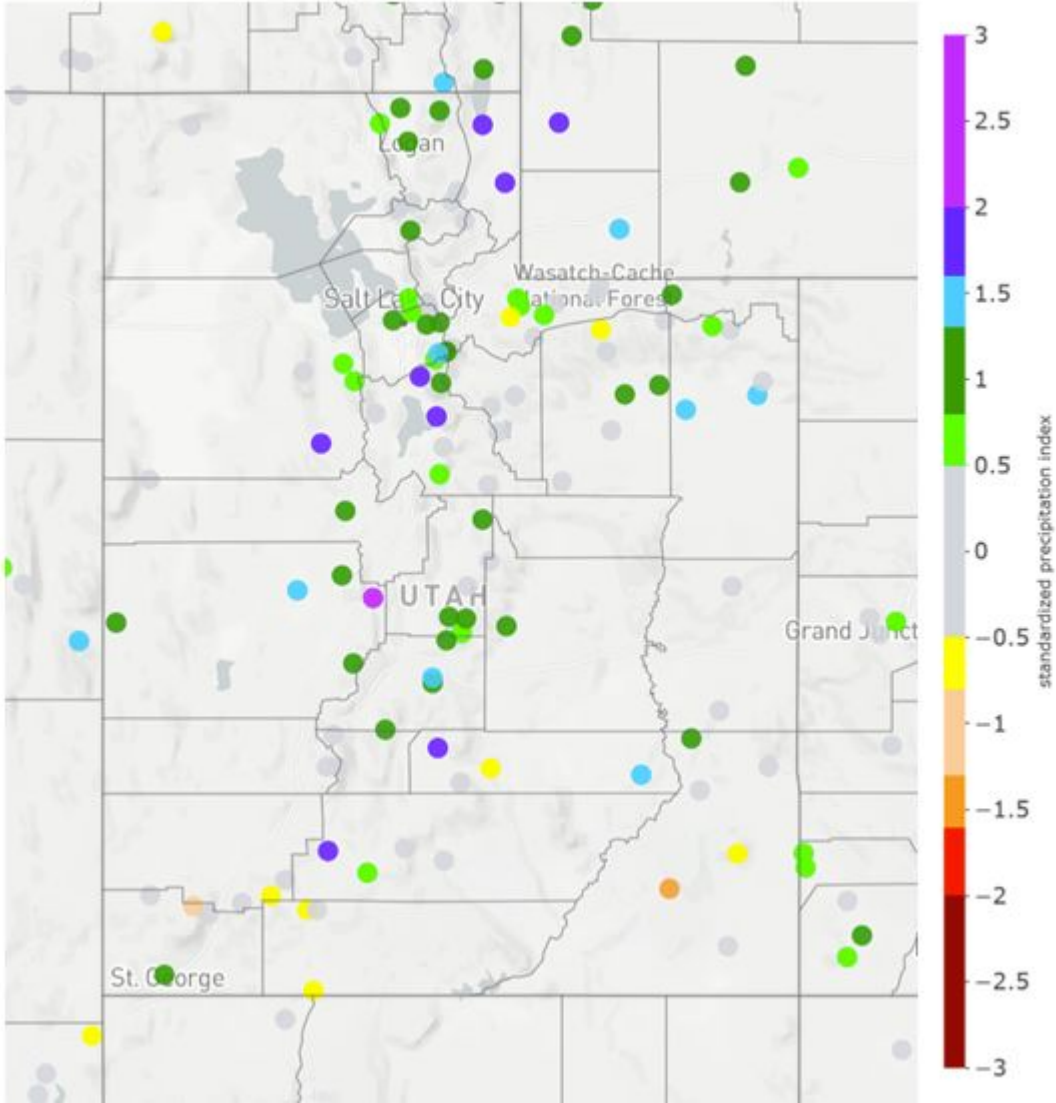 Logan
Wasatch-Cache
National Forest
Salt Lake City
UTAH
Grand Junct
St. George
3
2.5
2
1.5
1
0.5
0
−0.5
−1
−1.5
−2
−2.5
−3
standardized precipitation index